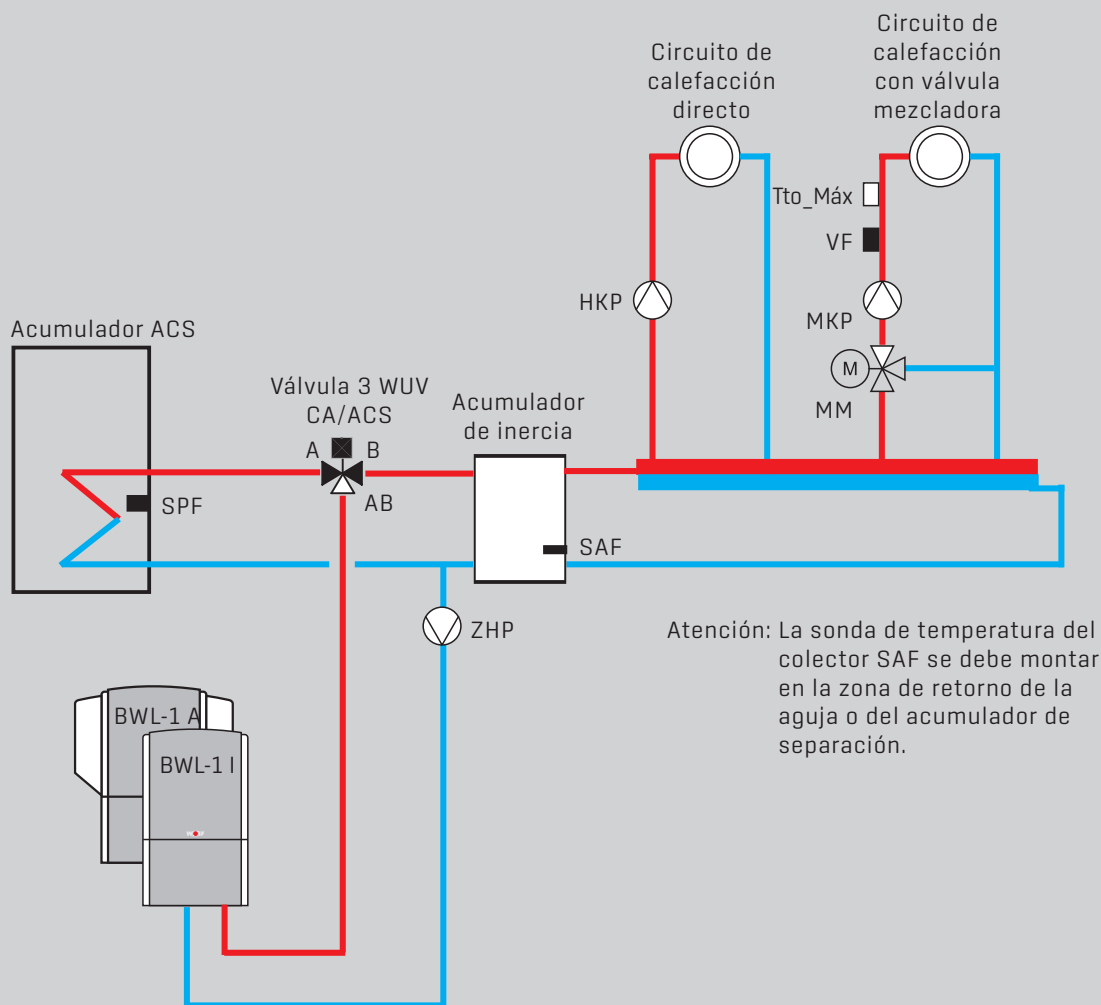 Circuito de
calefacción
directo
Circuito de
calefacción
con válvula
mezcladora
Tto_Máx
VF
HKP
MKP
M
MM
Acumulador ACS
Válvula 3 WUV
CA/ACS
A
B
AB
Acumulador
de inercia
SPF
SAF
ZHP
Atención: La sonda de temperatura del
colector SAF se debe montar
en la zona de retorno de la
aguja o del acumulador de
separación.
BWL-1 A
BWL-1 I